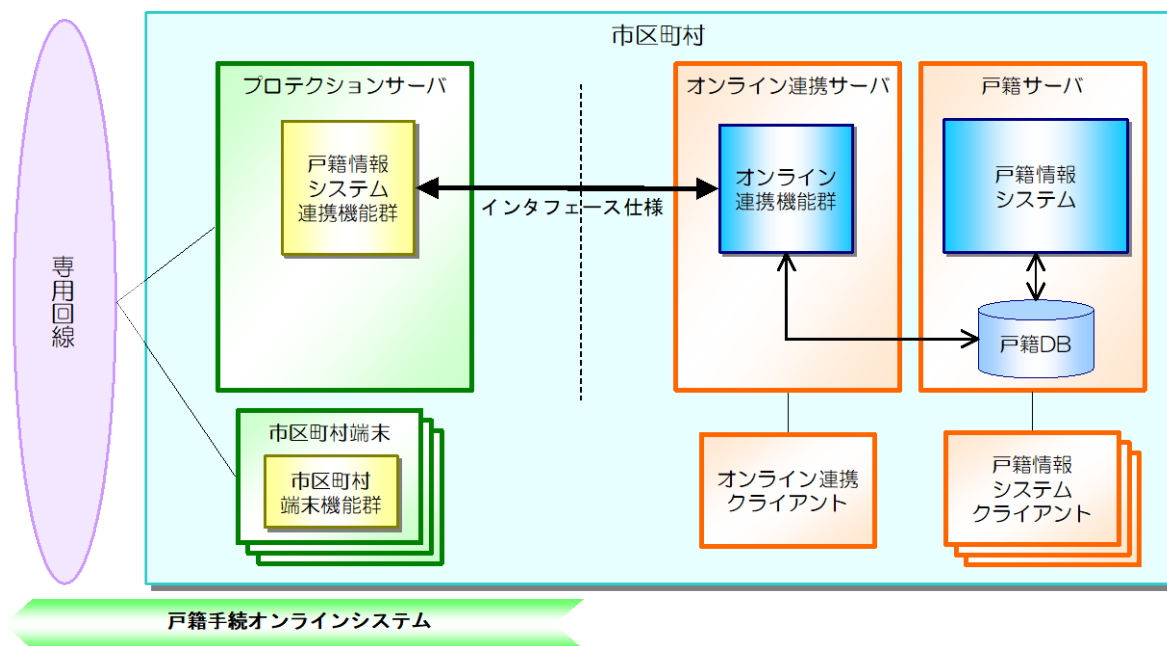 市区町村
プロテクションサーバ
戸籍情報
システム
連携機能群
インタフェース仕様
オンライン連携サーバ
オンライン
連携機能群
戸籍サーバ
戸籍情報
システム
戸籍DB
専用回線
市区町村端末
市区町村
端末機能群
オンライン連携
クライアント
戸籍情報
システム
クライアント
戸籍手続オンラインシステム